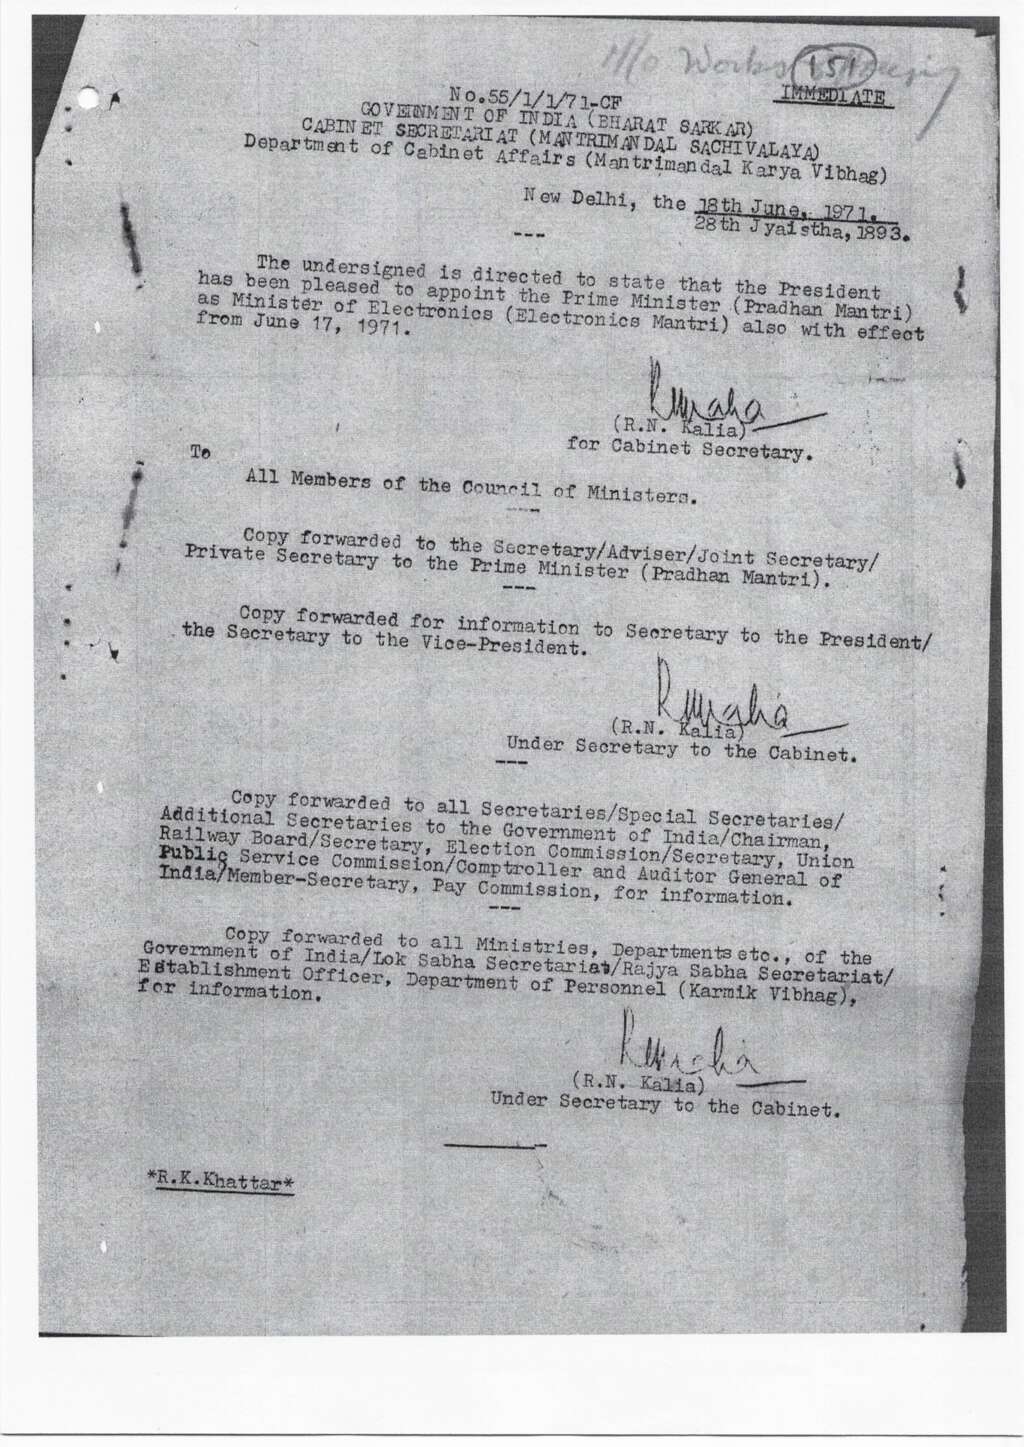 M/o Works & Housing
151
IMMEDIATE
No.55/1/1/71-CF
GOVERNMENT OF INDIA (BHARAT SARKAR)
CABINET SECRETARIAT (MANTRIMANDAL SACHIVALAYA)
Department of Cabinet Affairs (Mantrimandal Karya Vibhag)
New Delhi, the 18th June, 1971.
28th Jyaistha, 1893.
---
The undersigned is directed to state that the President
has been pleased to appoint the Prime Minister (Pradhan Mantri)
as Minister of Electronics (Electronics Mantri) also with effect
from June 17, 1971.
(R.N. Kalia)
for Cabinet Secretary.
To
All Members of the Council of Ministers.
---
Copy forwarded to the Secretary/Adviser/Joint Secretary/
Private Secretary to the Prime Minister (Pradhan Mantri).
---
Copy forwarded for information to Secretary to the President/
the Secretary to the Vice-President.
(R.N. Kalia)
Under Secretary to the Cabinet.
---
Copy forwarded to all Secretaries/Special Secretaries/
Additional Secretaries to the Government of India/Chairman,
Railway Board/Secretary, Election Commission/Secretary, Union
Public Service Commission/Comptroller and Auditor General of
India/Member-Secretary, Pay Commission, for information.
---
Copy forwarded to all Ministries, Departments etc., of the
Government of India/Lok Sabha Secretariat/Rajya Sabha Secretariat/
Establishment Officer, Department of Personnel (Karmik Vibhag),
for information.
(R.N. Kalia)
Under Secretary to the Cabinet.
*R.K.Khattar*